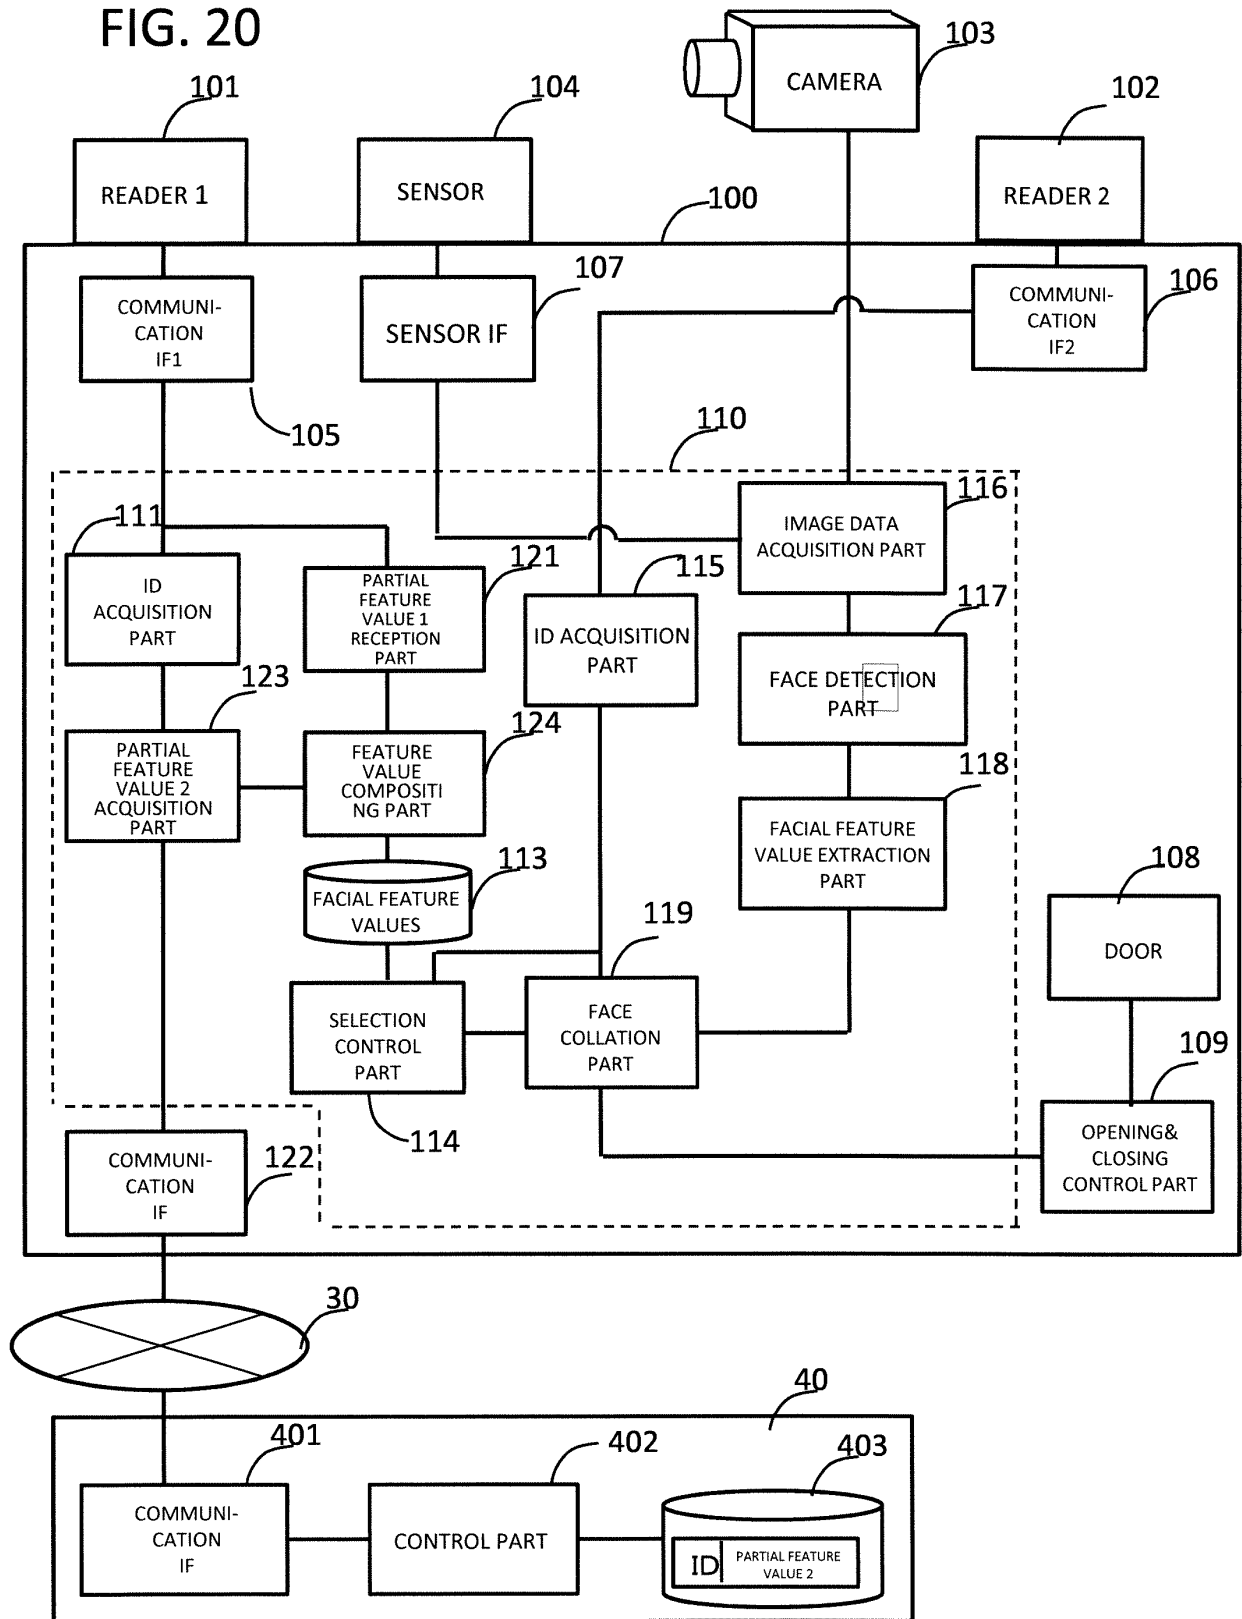 FIG. 20
103
CAMERA
101
104
102
READER 1
SENSOR
100
READER 2
107
106
COMMUNI-
CATION
IF1
SENSOR IF
COMMUNI-
CATION
IF2
105
110
116
111
IMAGE DATA
ACQUISITION PART
121
115
ID
ACQUISITION
PART
PARTIAL
FEATURE
VALUE 1
RECEPTION
PART
117
ID ACQUISITION
PART
123
FACE DETECTION
PART
124
PARTIAL
FEATURE
VALUE 2
ACQUISITION
PART
FEATURE
VALUE
COMPOSITI
NG PART
118
FACIAL FEATURE
VALUE EXTRACTION
PART
113
108
FACIAL FEATURE
VALUES
119
DOOR
SELECTION
CONTROL
PART
FACE
COLLATION
PART
109
114
OPENING&
CLOSING
CONTROL PART
COMMUNI-
CATION
IF
122
30
40
401
402
403
COMMUNI-
CATION
IF
CONTROL PART
ID
PARTIAL FEATURE
VALUE 2